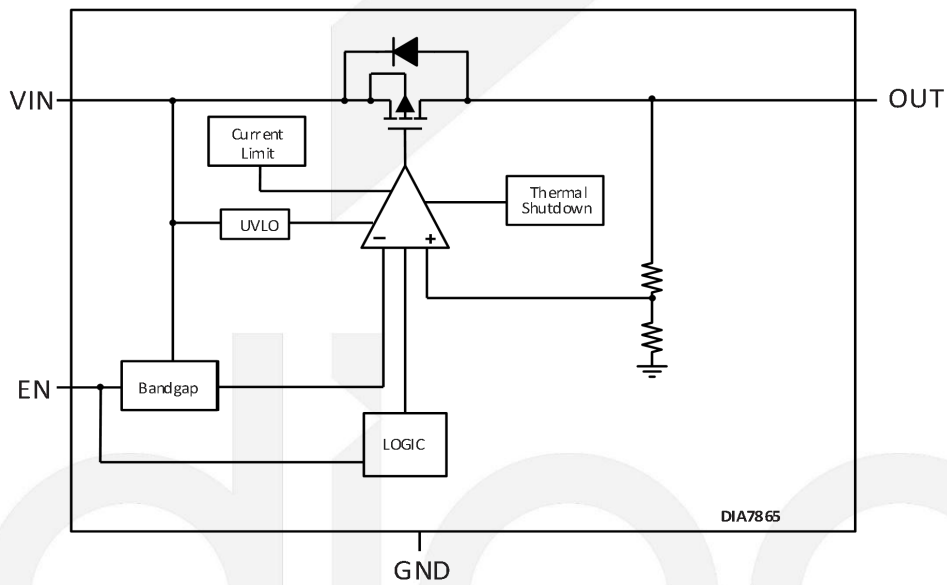 VIN
OUT
Current
Limit
Thermal
Shutdown
UVLO
−
+
EN
Bandgap
LOGIC
DIA7865
GND